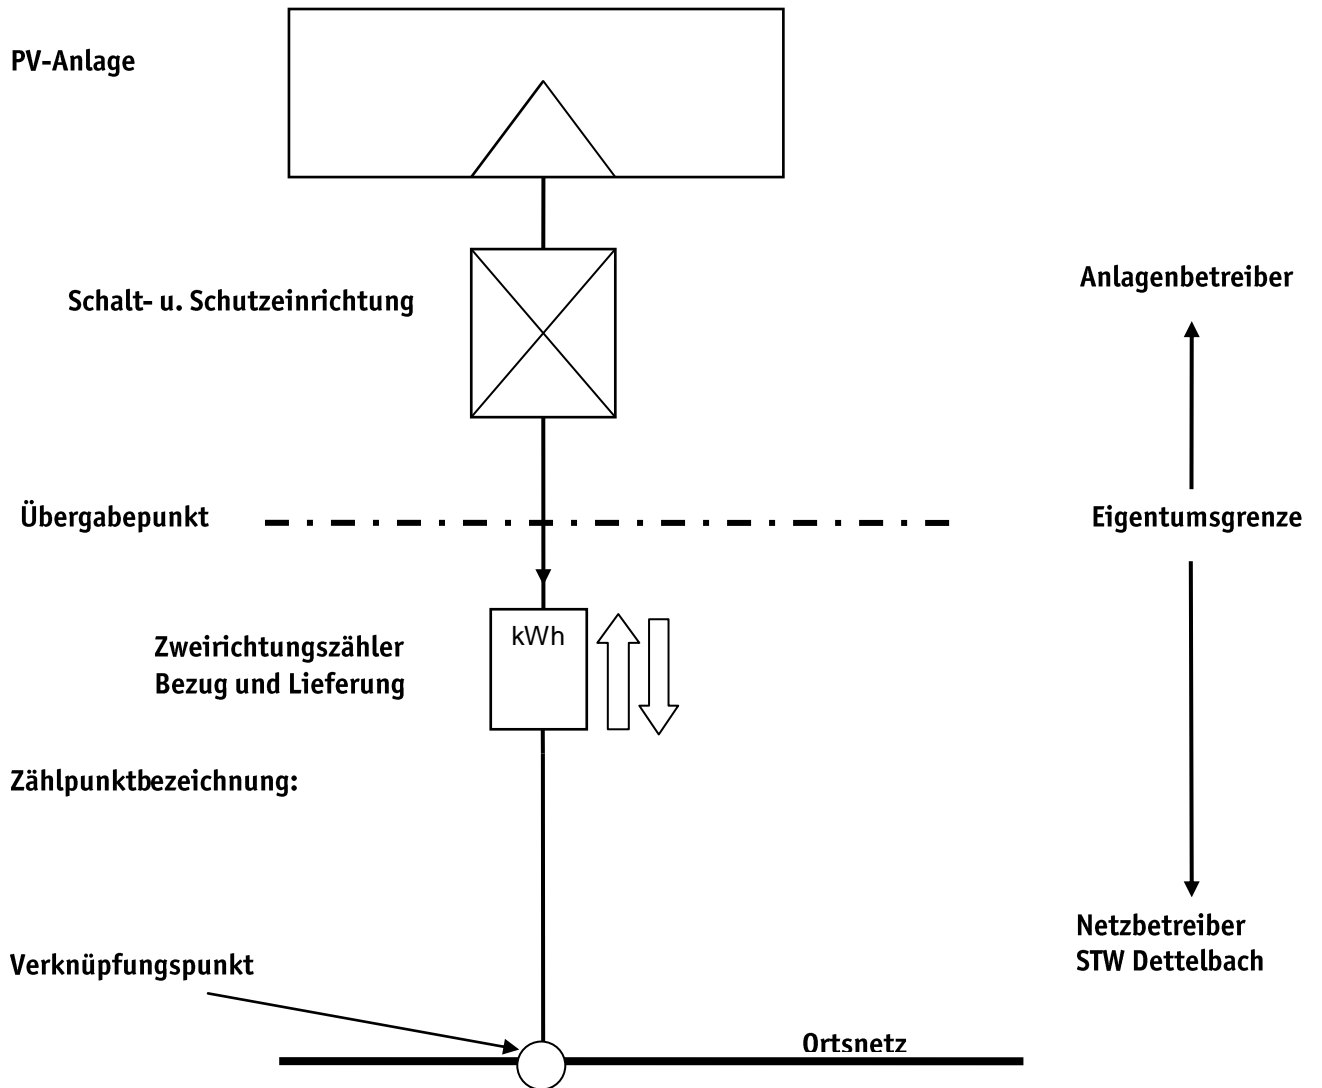 PV-Anlage
Schalt- u. Schutzeinrichtung
Anlagenbetreiber
Übergabepunkt
Eigentumsgrenze
kWh
Zweirichtungszähler
Bezug und Lieferung
Zählpunktbezeichnung:
Netzbetreiber
STW Dettelbach
Verknüpfungspunkt
Ortsnetz